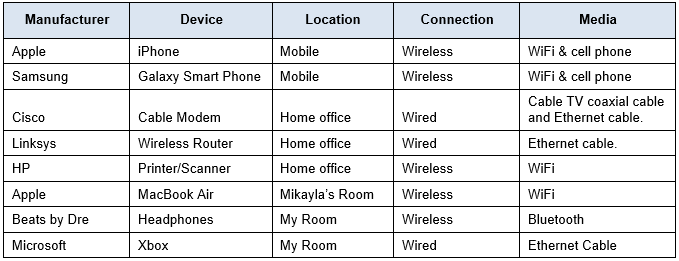 Manufacturer Device Location Connection Media
Apple iPhone Mobile Wireless WiFi & cell phone
Samsung Galaxy Smart Phone Mobile Wireless WiFi & cell phone
Cisco Cable Modem Home office Wired Cable TV coaxial cable
and Ethernet cable.
Linksys Wireless Router Home office Wired Ethernet cable.
HP Printer/Scanner Home office Wireless WiFi
Apple MacBook Air Mikayla's Room Wireless WiFi
Beats by Dre Headphones My Room Wireless Bluetooth
Microsoft Xbox My Room Wired Ethernet Cable